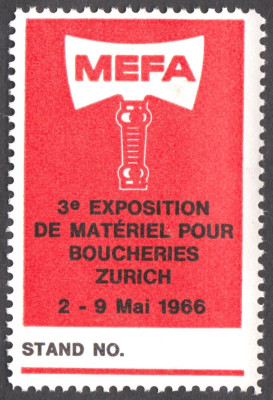 MEFA
3e EXPOSITION
DE MATÉRIEL POUR
BOUCHERIES
ZURICH
2 - 9 Mai 1966
STAND NO.